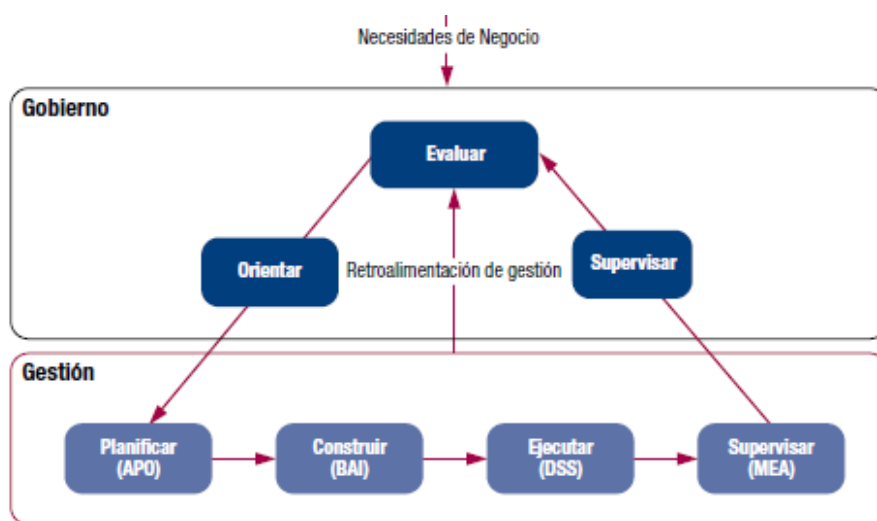 Necesidades de Negocio
Gobierno
Evaluar
Orientar
Retroalimentación de gestión
Supervisar
Gestión
Planificar
(APO)
Construir
(BAI)
Ejecutar
(DSS)
Supervisar
(MEA)